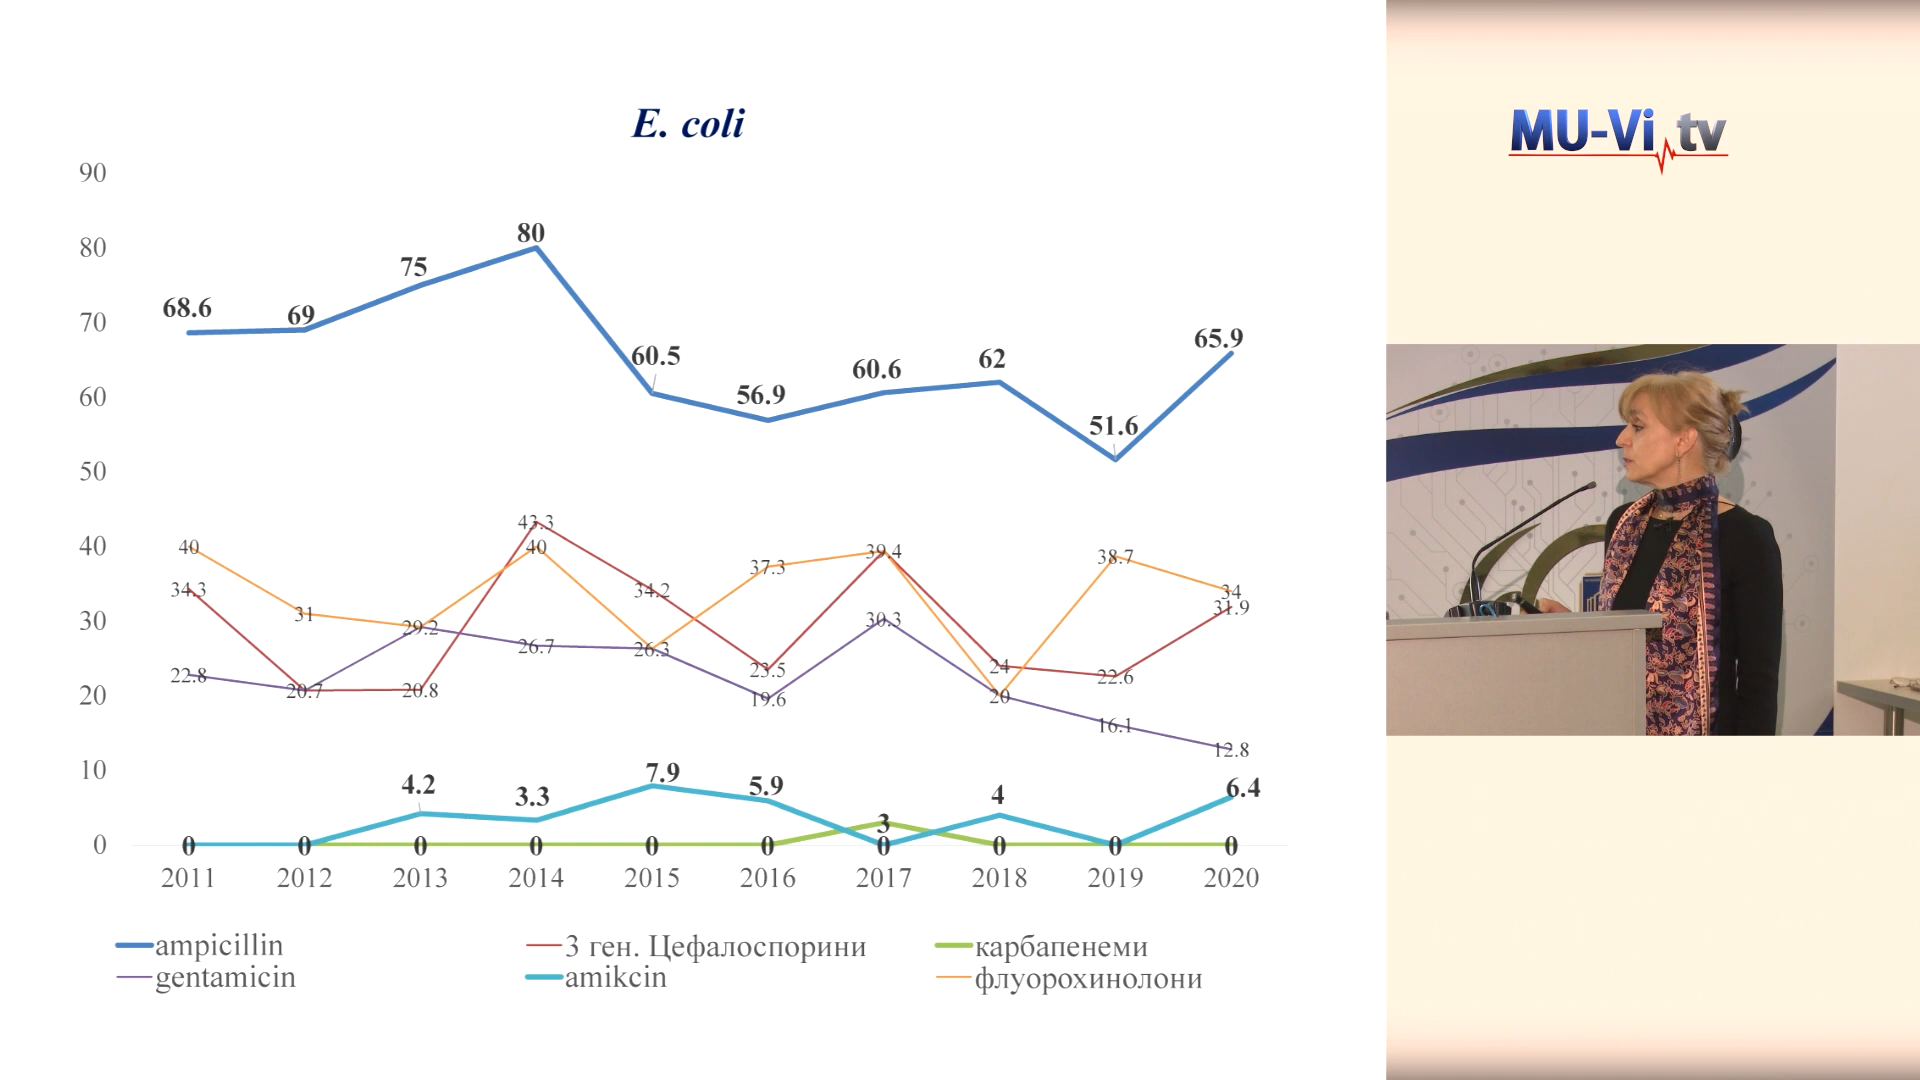 E. coli
MU-Vi tv
90
80
70
60
50
40
30
20
10
0
68.6 69 75 80 60.5 56.9 60.6 62 51.6 65.9
40 31 29.2 40 26.3 37.3 39.4 20 38.7 34
34.3 20.7 20.8 43.3 34.2 23.5 24 22.6 31.9
22.8 26.7 19.6 30.3 16.1 12.8
4.2 3.3 7.9 5.9 3 4 6.4
0 0 0 0 0 0 0 0 0 0
2011 2012 2013 2014 2015 2016 2017 2018 2019 2020
ampicillin 3 ген. Цефалоспорини карбапенеми
gentamicin amikcin флуорохинолони